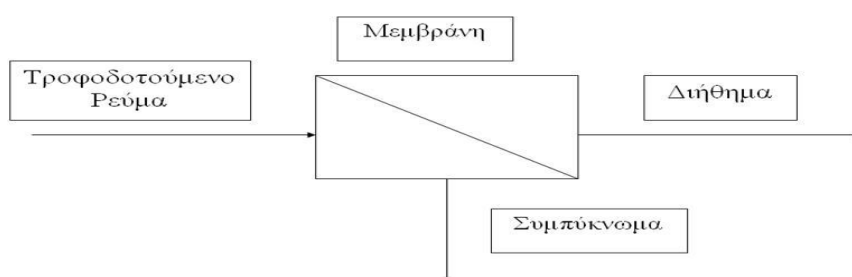 Μεμβράνη
Τροφοδοτούμενο
Ρεύμα
Διήθημα
Συμπύκνωμα